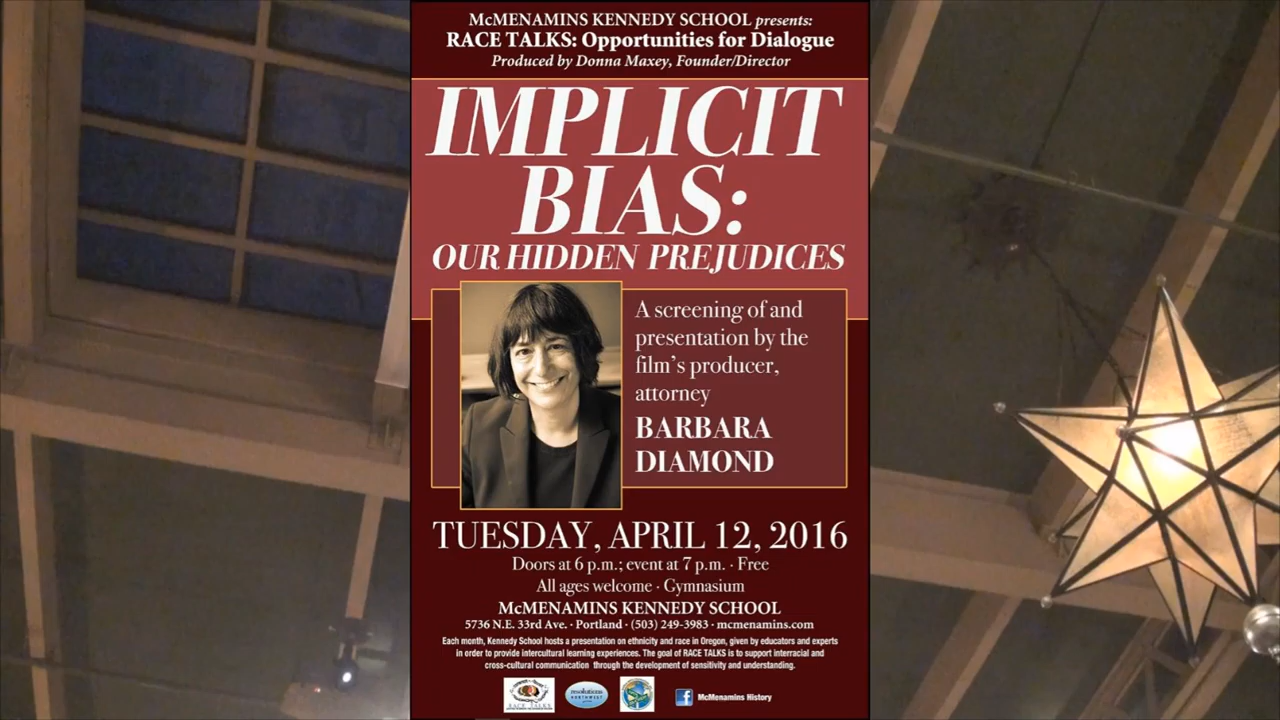 McMENAMINS KENNEDY SCHOOL presents:
RACE TALKS: Opportunities for Dialogue
Produced by Donna Maxey, Founder/Director
IMPLICIT
BIAS:
OUR HIDDEN PREJUDICES
A screening of and
presentation by the
film's producer,
attorney
BARBARA
DIAMOND
TUESDAY, APRIL 12, 2016
Doors at 6 p.m.; event at 7 p.m. · Free
All ages welcome · Gymnasium
McMENAMINS KENNEDY SCHOOL
5736 N.E. 33rd Ave. · Portland · (503) 249-3983 · mcmenamins.com
Each month, Kennedy School hosts a presentation on ethnicity and race in Oregon, given by educators and experts
in order to provide intercultural learning experiences. The goal of RACE TALKS is to support interracial and
cross-cultural communication through the development of sensitivity and understanding.
RACE TALKS
resolutions
NORTHWEST
McMenamins History